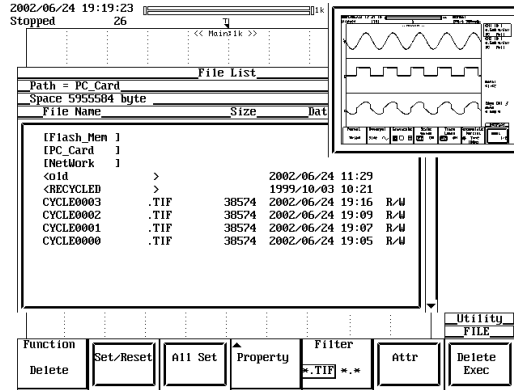 2002/06/24 19:19:23
Stopped 26
1k
<< Main:1k >>
File List
Path = PC_Card
Space 5955584 byte
File Name Size Dat
[Flash_Mem ]
[PC_Card ]
[NetWork ]
<old > 2002/06/24 11:29
<RECYCLED > 1999/10/03 10:21
CYCLE0003 .TIF 38574 2002/06/24 19:16 R/W
CYCLE0002 .TIF 38574 2002/06/24 19:09 R/W
CYCLE0001 .TIF 38574 2002/06/24 19:07 R/W
CYCLE0000 .TIF 38574 2002/06/24 19:05 R/W
Utility
FILE
Function
Delete
Set/Reset
All Set
Property
Filter
*.TIF *.*
Attr
Delete
Exec